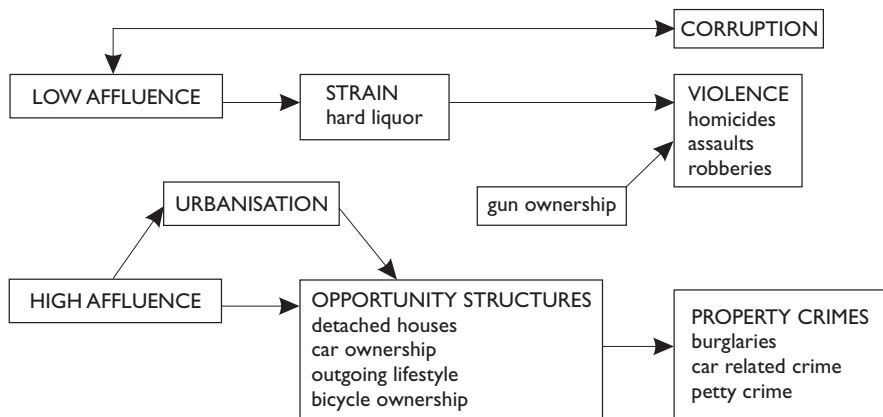 CORRUPTION
LOW AFFLUENCE
STRAIN
hard liquor
VIOLENCE
homicides
assaults
robberies
gun ownership
URBANISATION
HIGH AFFLUENCE
OPPORTUNITY STRUCTURES
detached houses
car ownership
outgoing lifestyle
bicycle ownership
PROPERTY CRIMES
burglaries
car related crime
petty crime